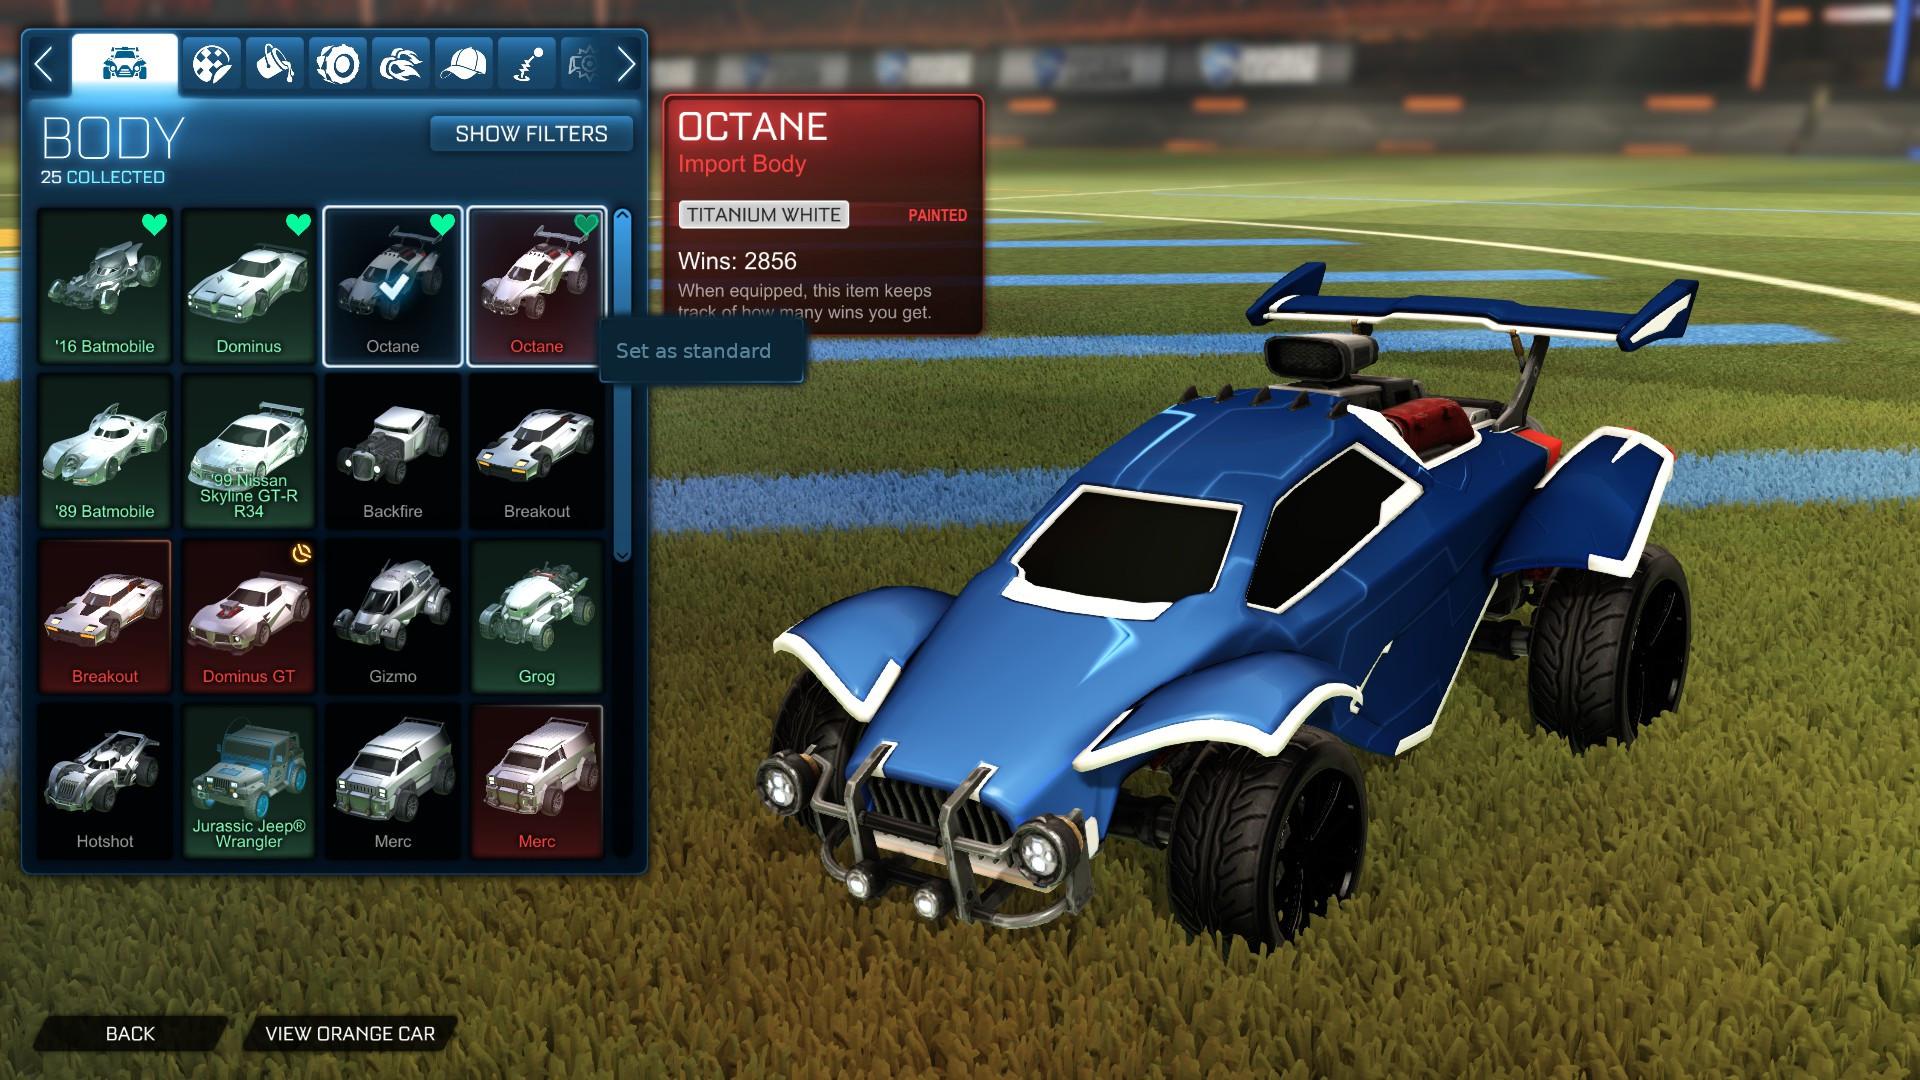 BODY
SHOW FILTERS
25 COLLECTED
'16 Batmobile
Dominus
Octane
Octane
'89 Batmobile
'99 Nissan
Skyline GT-R
R34
Backfire
Breakout
Breakout
Dominus GT
Gizmo
Grog
Hotshot
Jurassic Jeep®
Wrangler
Merc
Merc
OCTANE
Import Body
TITANIUM WHITE
PAINTED
Wins: 2856
When equipped, this item keeps
track of how many wins you get.
Set as standard
BACK
VIEW ORANGE CAR